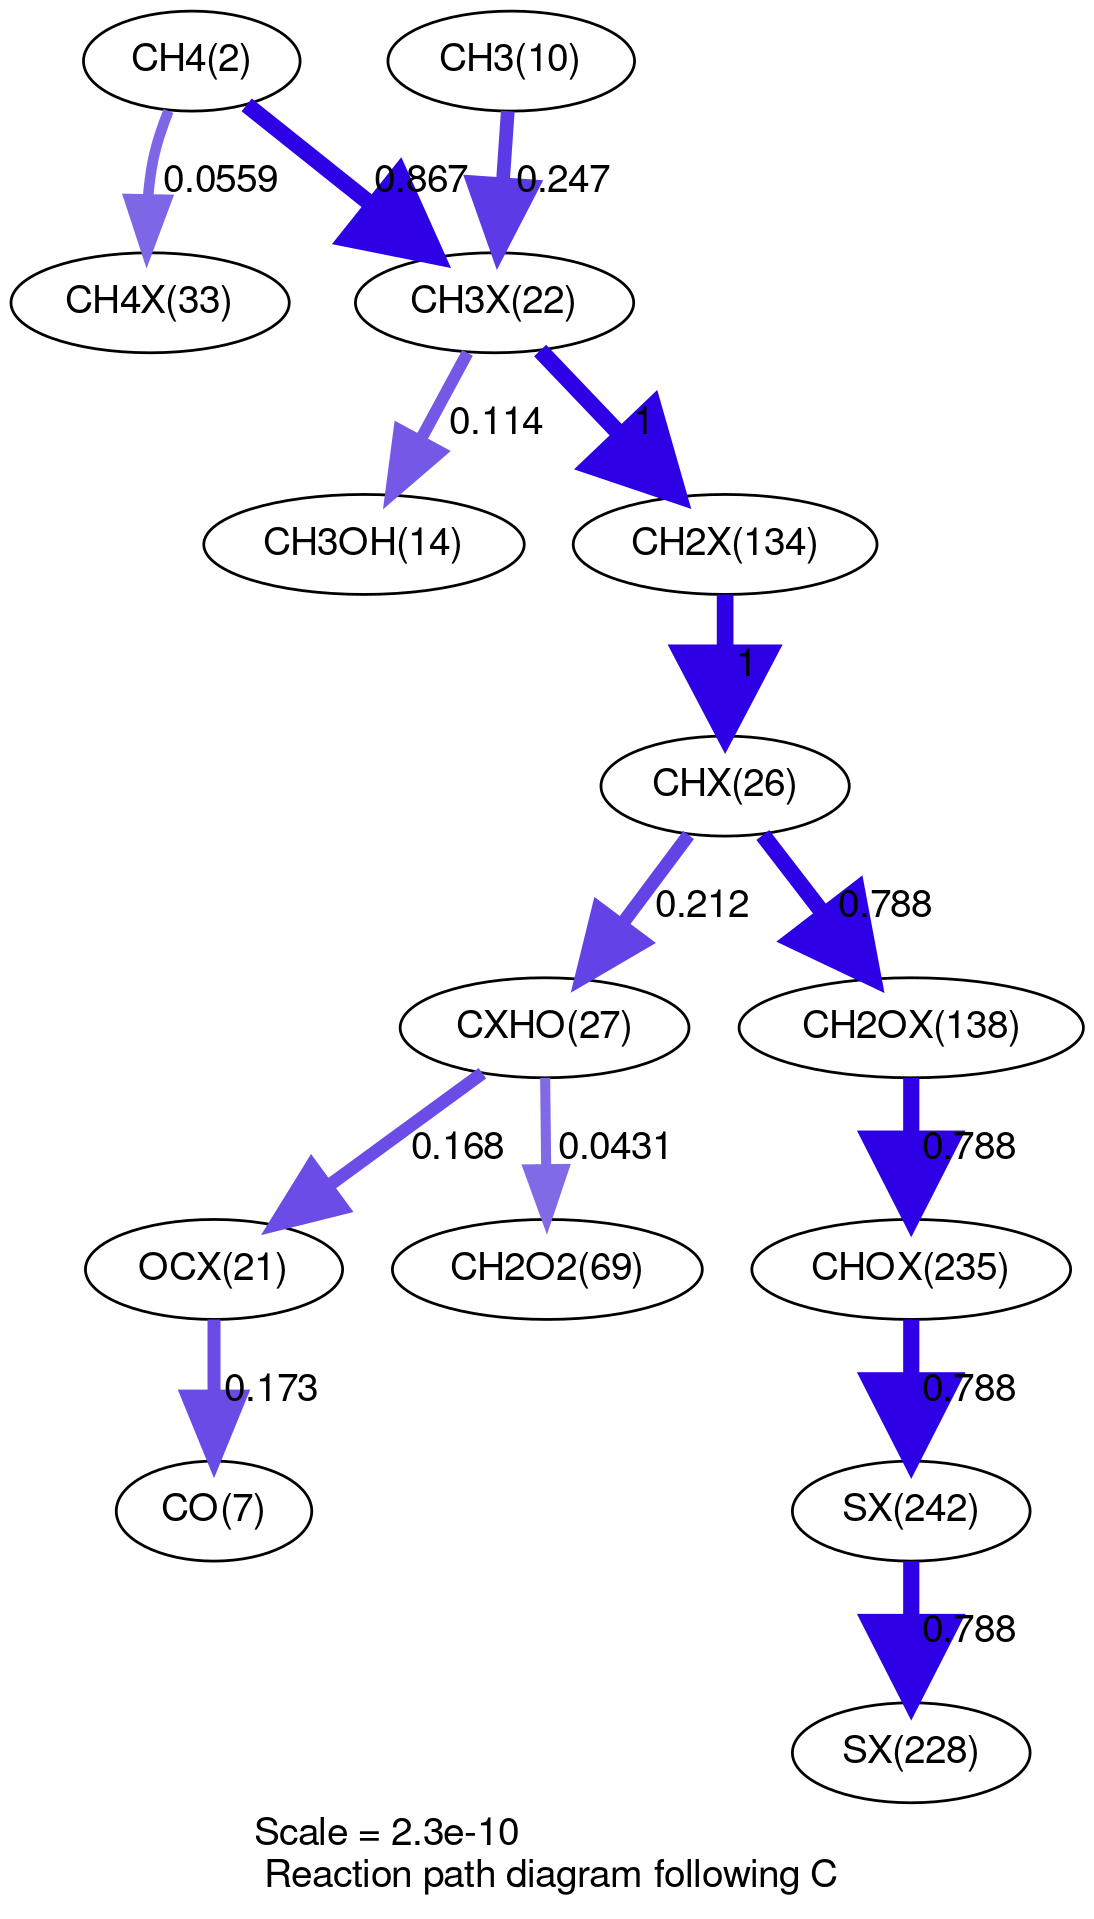 CH4(2)
CH3(10)
0.0559
0.867
0.247
CH4X(33)
CH3X(22)
0.114
1
CH3OH(14)
CH2X(134)
1
CHX(26)
0.212
0.788
CXHO(27)
CH2OX(138)
0.168
0.0431
0.788
OCX(21)
CH2O2(69)
CHOX(235)
0.173
0.788
CO(7)
SX(242)
0.788
SX(228)
Scale = 2.3e-10
Reaction path diagram following C